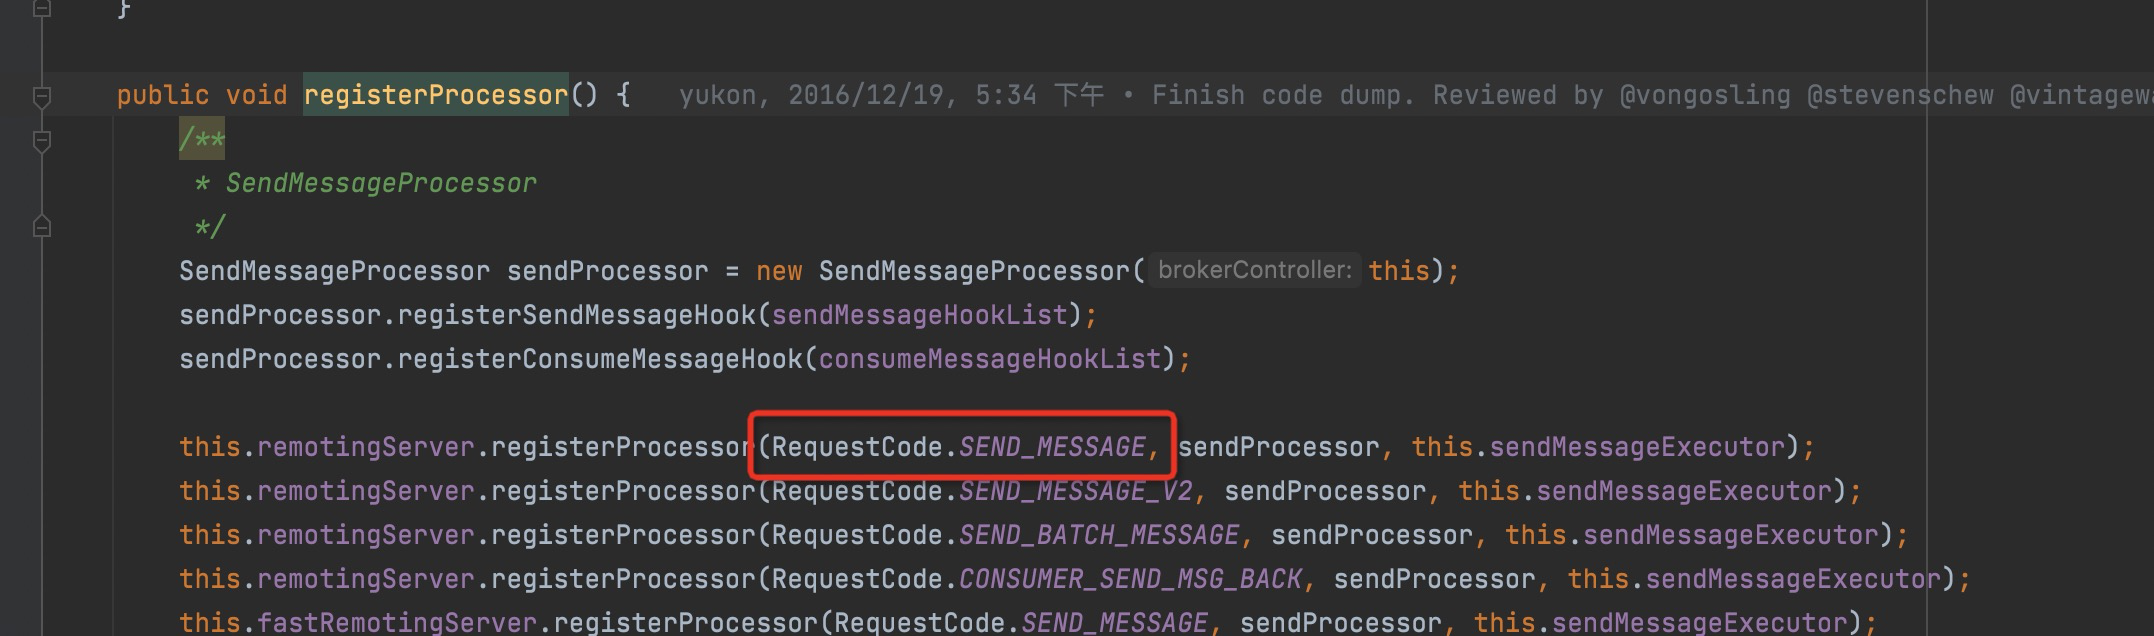 }
public void registerProcessor() {    yukon, 2016/12/19, 5:34 下午 • Finish code dump. Reviewed by @vongosling @stevenschew
/**
* SendMessageProcessor
*/
SendMessageProcessor sendProcessor = new SendMessageProcessor( brokerController: this);
sendProcessor.registerSendMessageHook(sendMessageHookList);
sendProcessor.registerConsumeMessageHook(consumeMessageHookList);
this.remotingServer.registerProcessor(RequestCode.SEND_MESSAGE, sendProcessor, this.sendMessageExecutor);
this.remotingServer.registerProcessor(RequestCode.SEND_MESSAGE_V2, sendProcessor, this.sendMessageExecutor);
this.remotingServer.registerProcessor(RequestCode.SEND_BATCH_MESSAGE, sendProcessor, this.sendMessageExecutor);
this.remotingServer.registerProcessor(RequestCode.CONSUMER_SEND_MSG_BACK, sendProcessor, this.sendMessageExecutor);
this.fastRemotingServer.registerProcessor(RequestCode.SEND_MESSAGE, sendProcessor, this.sendMessageExecutor);